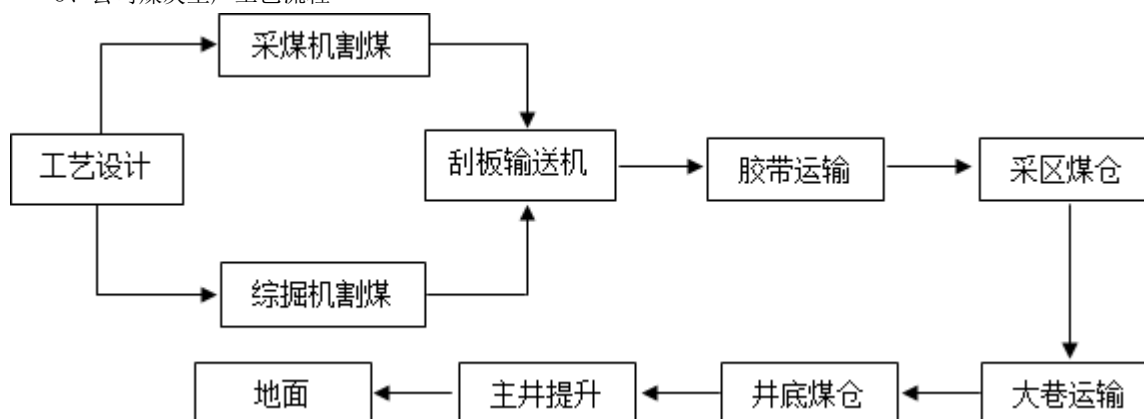 采煤机割煤
工艺设计
刮板输送机
胶带运输
采区煤仓
综掘机割煤
地面
主井提升
井底煤仓
大巷运输